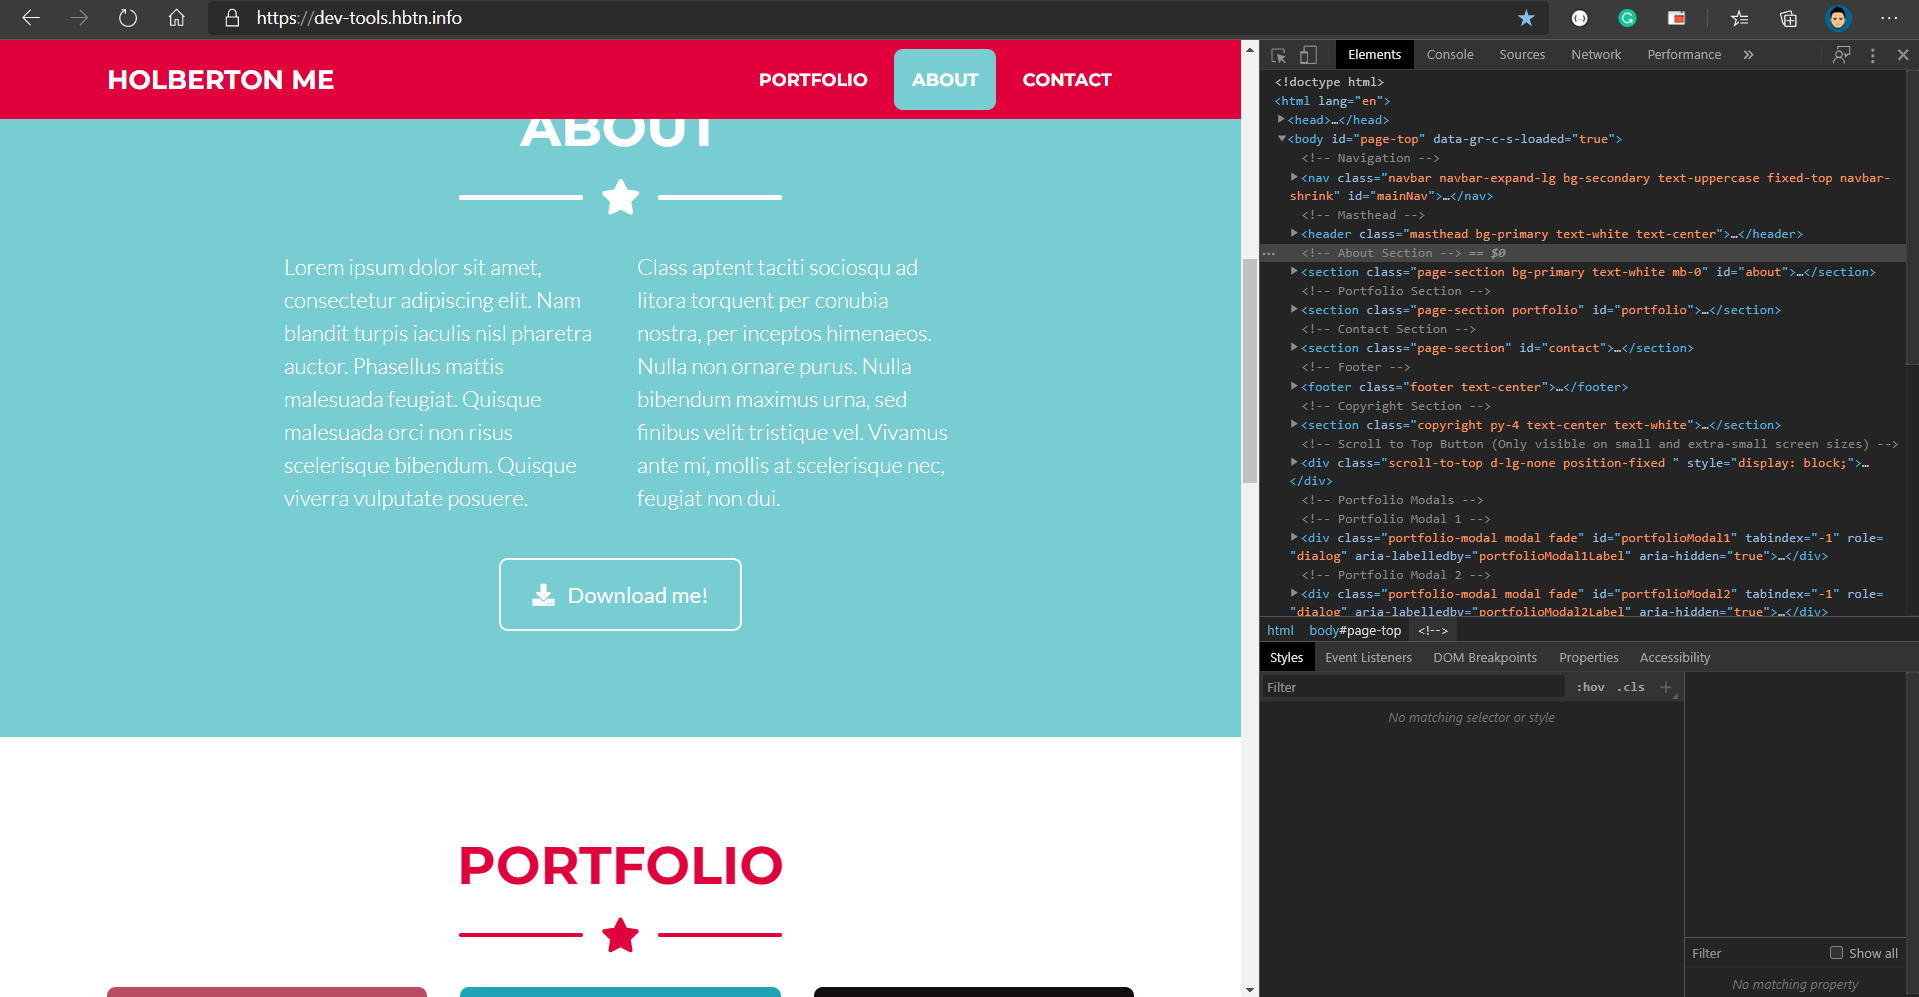 https://dev-tools.hbtn.info
HOLBERTON ME
PORTFOLIO
ABOUT
CONTACT
ABOUT
Lorem ipsum dolor sit amet,
consectetur adipiscing elit. Nam
blandit turpis iaculis nisl pharetra
auctor. Phasellus mattis
malesuada feugiat. Quisque
malesuada orci non risus
scelerisque bibendum. Quisque
viverra vulputate posuere.
Class aptent taciti sociosqu ad
litora torquent per conubia
nostra, per inceptos himenaeos.
Nulla non ornare purus. Nulla
bibendum maximus urna, sed
finibus velit tristique vel. Vivamus
ante mi, mollis at scelerisque nec,
feugiat non dui.
Download me!
PORTFOLIO
Elements Console Sources Network Performance »
<!doctype html>
<html lang="en">
<head>…</head>
<body id="page-top" data-gr-c-s-loaded="true">
<!-- Navigation -->
<nav class="navbar navbar-expand-lg bg-secondary text-uppercase fixed-top navbar-
shrink" id="mainNav">…</nav>
<!-- Masthead -->
<header class="masthead bg-primary text-white text-center">…</header>
<!-- About Section --> == $0
<section class="page-section bg-primary text-white mb-0" id="about">…</section>
<!-- Portfolio Section -->
<section class="page-section portfolio" id="portfolio">…</section>
<!-- Contact Section -->
<section class="page-section" id="contact">…</section>
<!-- Footer -->
<footer class="footer text-center">…</footer>
<!-- Copyright Section -->
<section class="copyright py-4 text-center text-white">…</section>
<!-- Scroll to Top Button (Only visible on small and extra-small screen sizes) -->
<div class="scroll-to-top d-lg-none position-fixed " style="display: block;">…
</div>
<!-- Portfolio Modals -->
<!-- Portfolio Modal 1 -->
<div class="portfolio-modal modal fade" id="portfolioModal1" tabindex="-1" role=
"dialog" aria-labelledby="portfolioModal1Label" aria-hidden="true">…</div>
<!-- Portfolio Modal 2 -->
<div class="portfolio-modal modal fade" id="portfolioModal2" tabindex="-1" role=
"dialog" aria-labelledby="portfolioModal2Label" aria-hidden="true">…</div>
html body#page-top <!-->
Styles Event Listeners DOM Breakpoints Properties Accessibility
Filter :hov .cls +
No matching selector or style
Filter Show all
No matching property